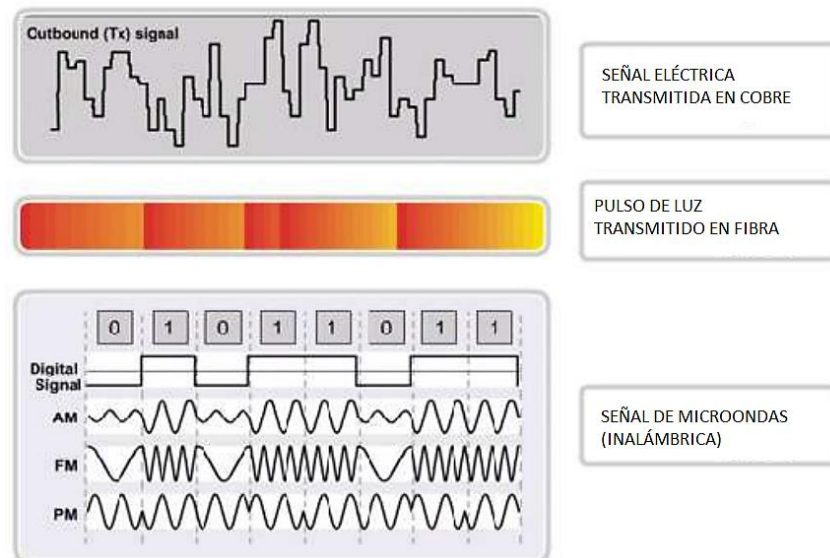 Outbound (Tx) signal
SEÑAL ELÉCTRICA
TRANSMITIDA EN COBRE
PULSO DE LUZ
TRANSMITIDO EN FIBRA
0 1 0 1 1 0 1 1
Digital
Signal
AM
FM
PM
SEÑAL DE MICROONDAS
(INALÁMBRICA)